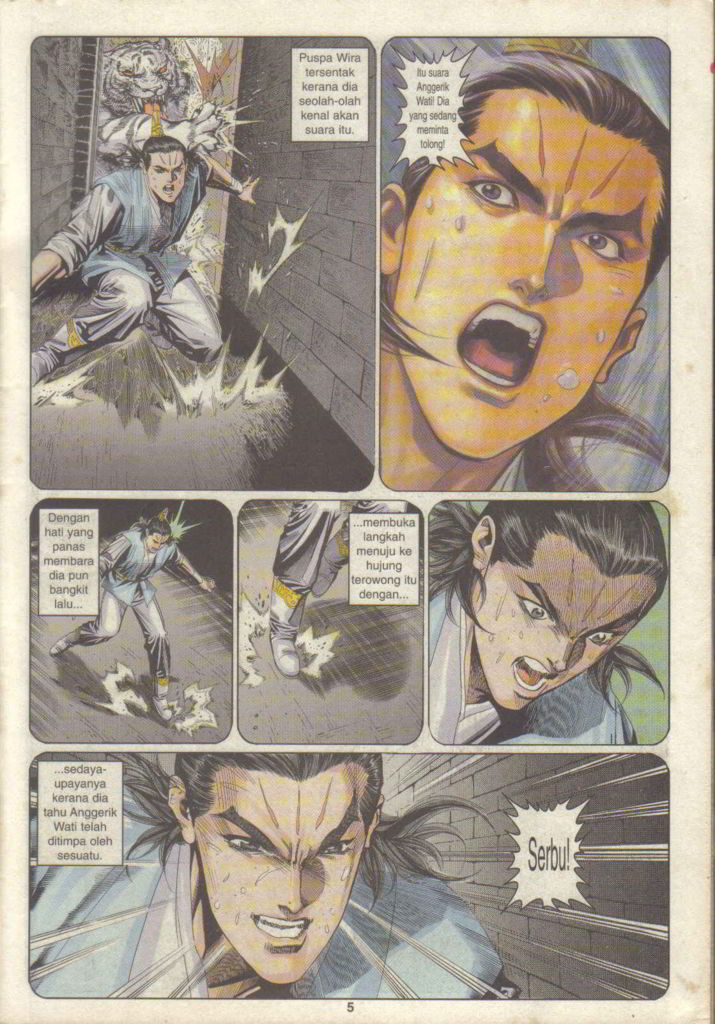 Puspa Wira
tersentak
kerana dia
seolah-olah
kenal akan
suara itu.
Itu suara
Anggerik
Wati! Dia
yang sedang
meminta
tolong!
Dengan
hati yang
panas
membara
dia pun
bangkit
lalu...
...membuka
langkah
menuju ke
hujung
terowong itu
dengan...
...sedaya-
upayanya
kerana dia
tahu Anggerik
Wati telah
ditimpa oleh
sesuatu.
Serbu!
5